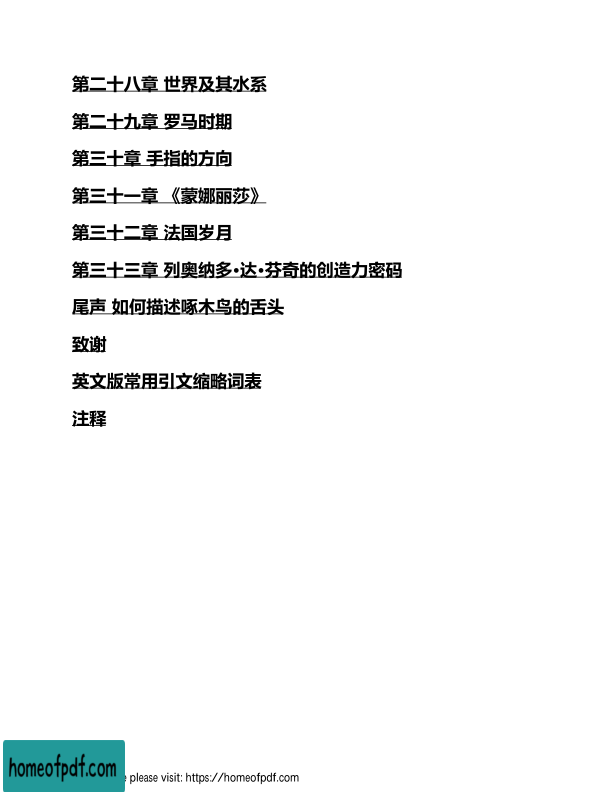 第二十八章 世界及其水系
第二十九章 罗马时期
第三十章 手指的方向
第三十一章 《蒙娜丽莎》
第三十二章 法国岁月
第三十三章 列奥纳多·达·芬奇的创造力密码
尾声 如何描述啄木鸟的舌头
致谢
英文版常用引文缩略词表
注释
homeofpdf.com
please visit: https://homeofpdf.com